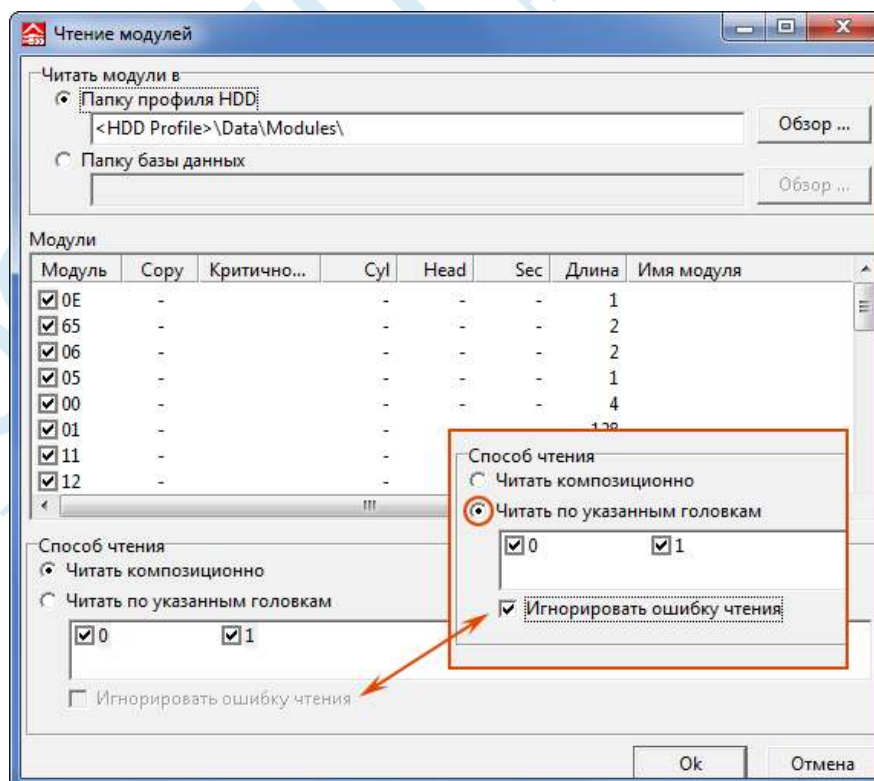 Чтение модулей
Читать модули в
Папку профиля HDD
<HDD Profile>\Data\Modules\
Обзор ...
Папку базы данных
Обзор ...
Модули
Модуль Copy Критично... Cyl Head Sec Длина Имя модуля
0E - - - - 1
65 - - - - 2
06 - - - - 2
05 - - - - 1
00 - - - - 4
01 - - 128
11 - -
12 - -
Способ чтения
Читать композиционно
Читать по указанным головкам
0 1
Игнорировать ошибку чтения
Способ чтения
Читать композиционно
Читать по указанным головкам
0 1
Игнорировать ошибку чтения
Ok Отмена